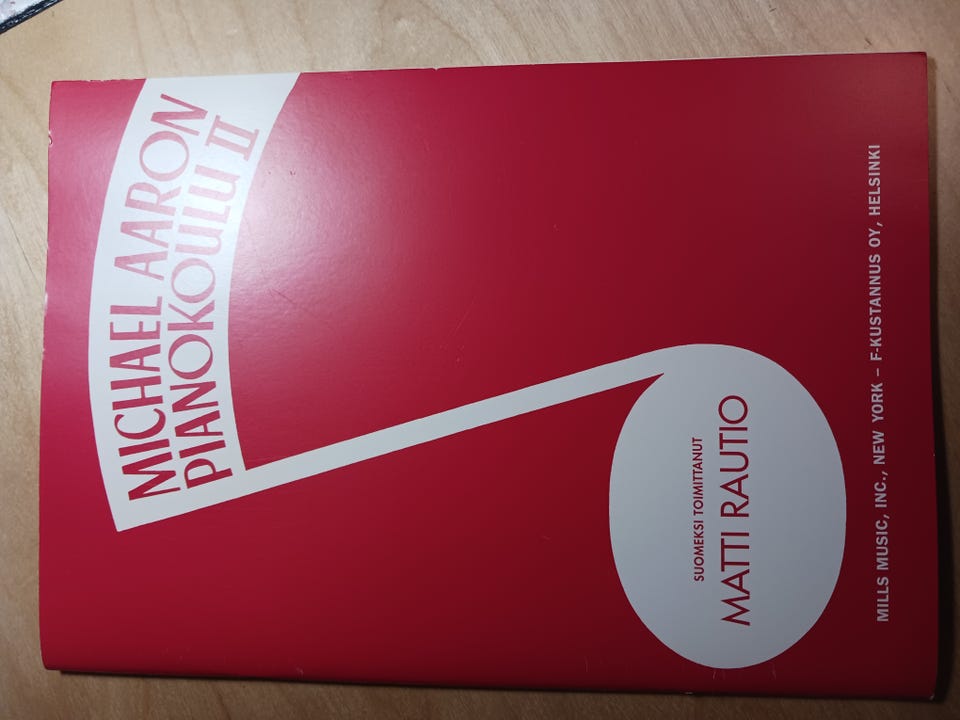 MICHAEL AARON
PIANOKOULU II
SUOMEKSI TOIMITTANUT
MATTI RAUTIO
MILLS MUSIC, INC., NEW YORK – F-KUSTANNUS OY, HELSINKI